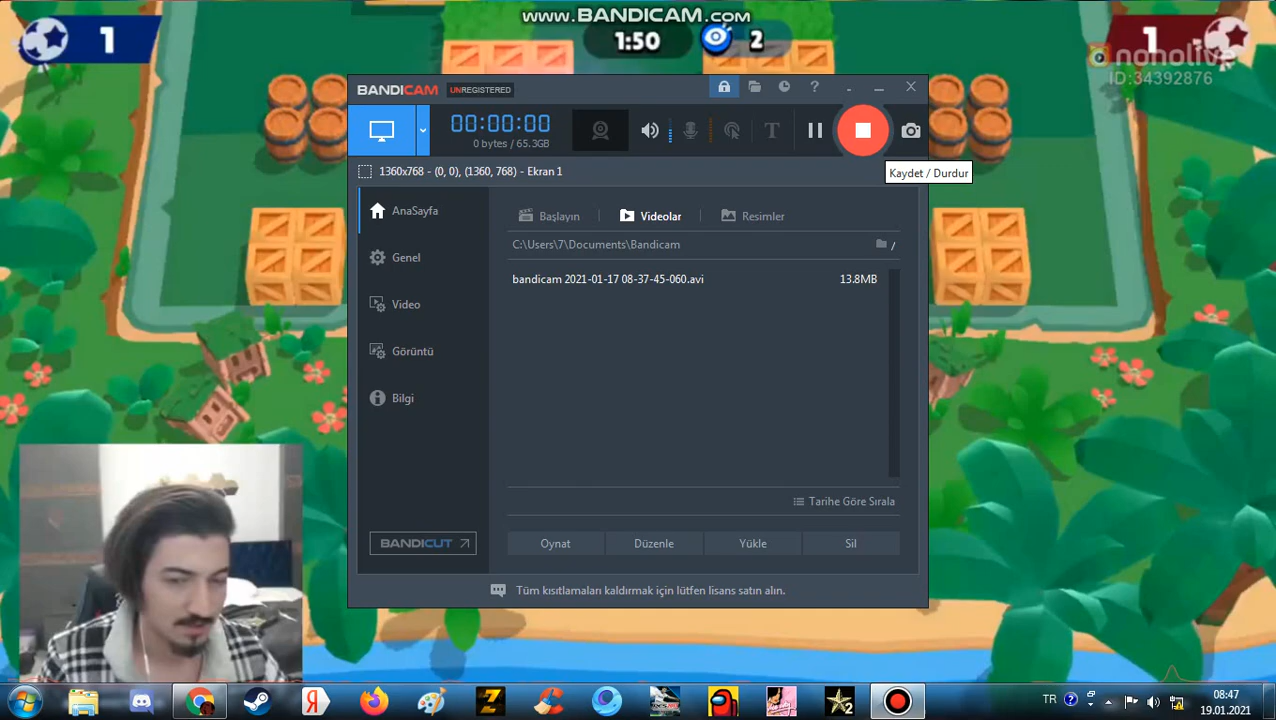 www.BANDICAM.com
1
1:50
2
1
nonolive
ID:34392876
BANDICAM UNREGISTERED
00:00:00
0 bytes / 65.3GB
1360x768 - (0, 0), (1360, 768) - Ekran 1
Kaydet / Durdur
AnaSayfa
Genel
Video
Görüntü
Bilgi
BANDICUT
Başlayın
Videolar
Resimler
C:\Users\7\Documents\Bandicam
bandicam 2021-01-17 08-37-45-060.avi 13.8MB
Tarihe Göre Sırala
Oynat
Düzenle
Yükle
Sil
Tüm kısıtlamaları kaldırmak için lütfen lisans satın alın.
TR
08:47
19.01.2021